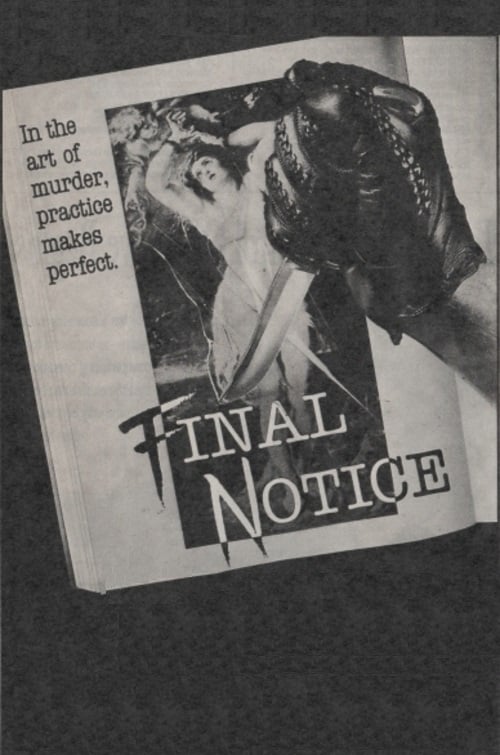 In the
art of
murder,
practice
makes
perfect.
FINAL
NOTICE